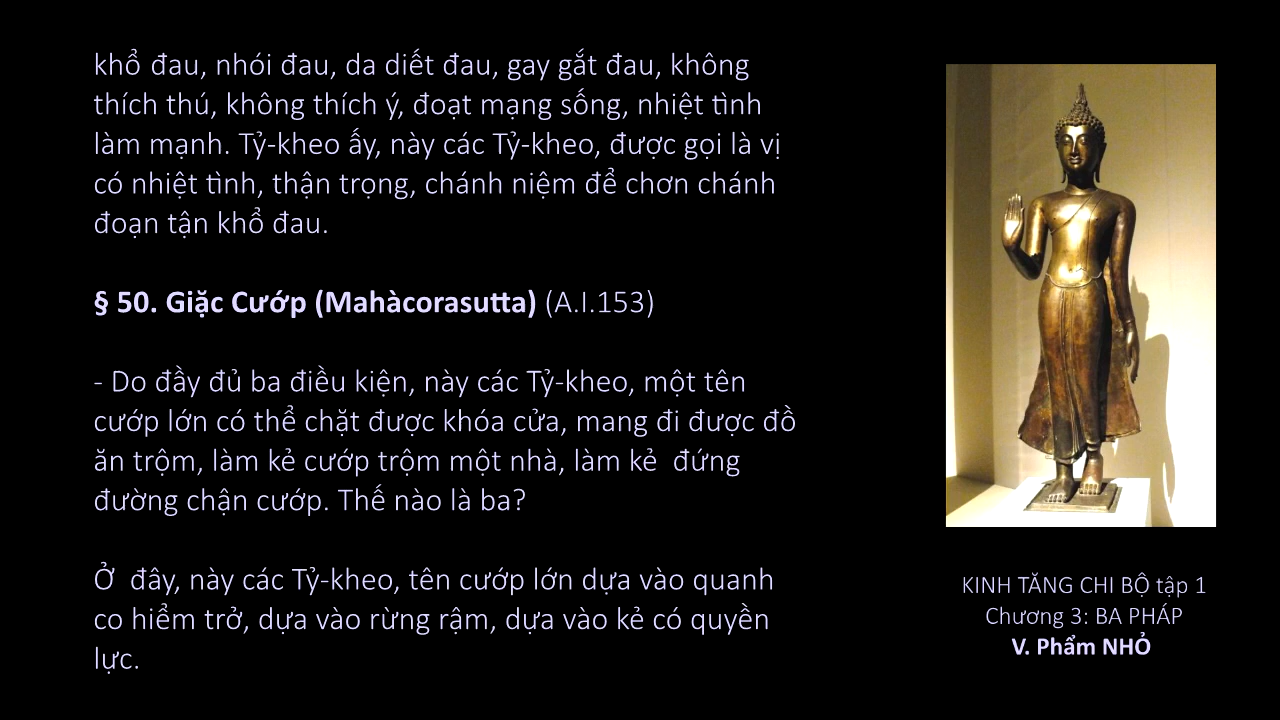 khổ đau, nhói đau, da diết đau, gay gắt đau, không
thích thú, không thích ý, đoạt mạng sống, nhiệt tình
làm mạnh. Tỷ-kheo ấy, này các Tỷ-kheo, được gọi là vị
có nhiệt tình, thận trọng, chánh niệm để chơn chánh
đoạn tận khổ đau.
§ 50. Giặc Cướp (Mahàcorasutta) (A.I.153)
- Do đầy đủ ba điều kiện, này các Tỷ-kheo, một tên
cướp lớn có thể chặt được khóa cửa, mang đi được đồ
ăn trộm, làm kẻ cướp trộm một nhà, làm kẻ  đứng
đường chận cướp. Thế nào là ba?
Ở  đây, này các Tỷ-kheo, tên cướp lớn dựa vào quanh
co hiểm trở, dựa vào rừng rậm, dựa vào kẻ có quyền
lực.
KINH TĂNG CHI BỘ tập 1
Chương 3: BA PHÁP
V. Phẩm NHỎ